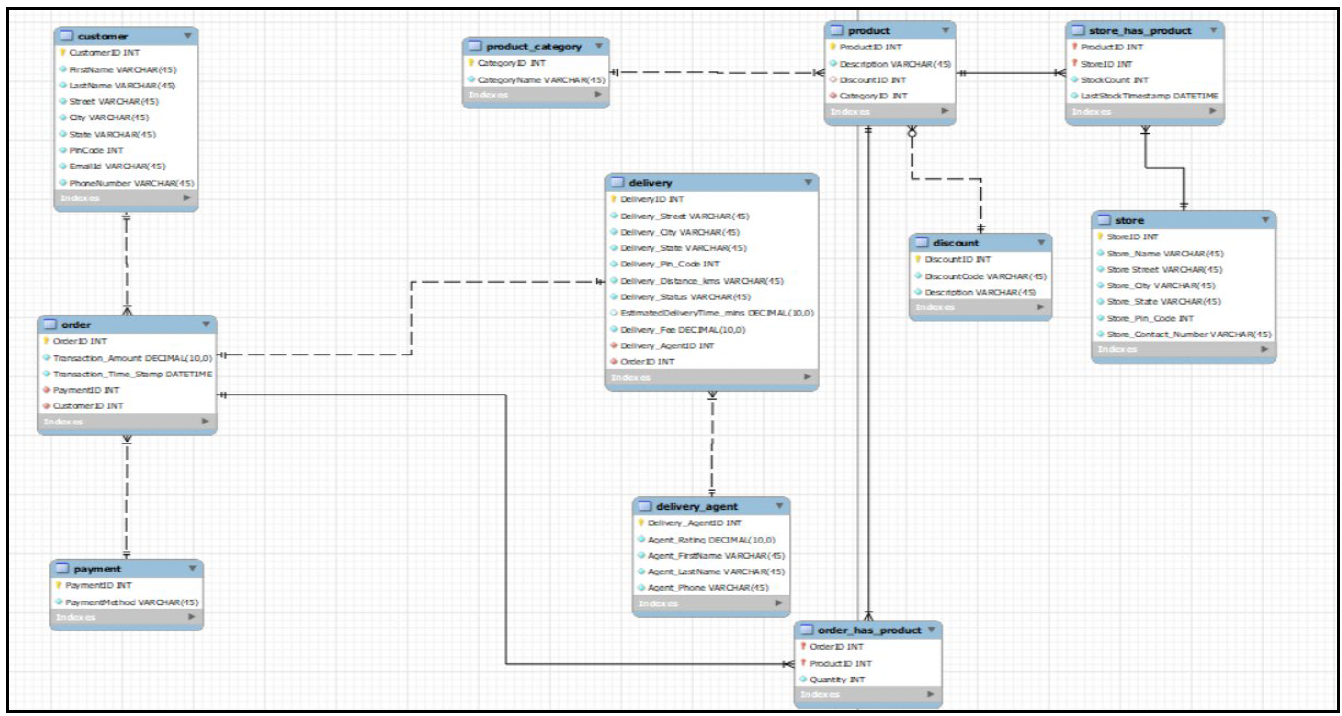 customer
CustomerID INT
FirstName VARCHAR(45)
LastName VARCHAR(45)
Street VARCHAR(45)
City VARCHAR(45)
State VARCHAR(45)
PinCode INT
EmailId VARCHAR(45)
PhoneNumber VARCHAR(45)
Indexes
product_category
CategoryID INT
CategoryName VARCHAR(45)
Indexes
product
ProductID INT
Description VARCHAR(45)
DiscountID INT
CategoryID INT
Indexes
store_has_product
ProductID INT
StoreID INT
StockCount INT
LastStockTimestamp DATETIME
Indexes
delivery
DeliveryID INT
Delivery_Street VARCHAR(45)
Delivery_City VARCHAR(45)
Delivery_State VARCHAR(45)
Delivery_Pin_Code INT
Delivery_Distance_kms VARCHAR(45)
Delivery_Status VARCHAR(45)
EstimatedDeliveryTime_mins DECIMAL(10,0)
Delivery_Fee DECIMAL(10,0)
Delivery_AgentID INT
OrderID INT
Indexes
discount
DiscountID INT
DiscountCode VARCHAR(45)
Description VARCHAR(45)
Indexes
store
StoreID INT
Store_Name VARCHAR(45)
Store Street VARCHAR(45)
Store_City VARCHAR(45)
Store_State VARCHAR(45)
Store_Pin_Code INT
Store_Contact_Number VARCHAR(45)
Indexes
order
OrderID INT
Transaction_Amount DECIMAL(10,0)
Transaction_Time_Stamp DATETIME
PaymentID INT
CustomerID INT
Indexes
delivery_agent
Delivery_AgentID INT
Agent_Rating DECIMAL(10,0)
Agent_FirstName VARCHAR(45)
Agent_LastName VARCHAR(45)
Agent_Phone VARCHAR(45)
Indexes
payment
PaymentID INT
PaymentMethod VARCHAR(45)
Indexes
order_has_product
OrderID INT
ProductID INT
Quantity INT
Indexes